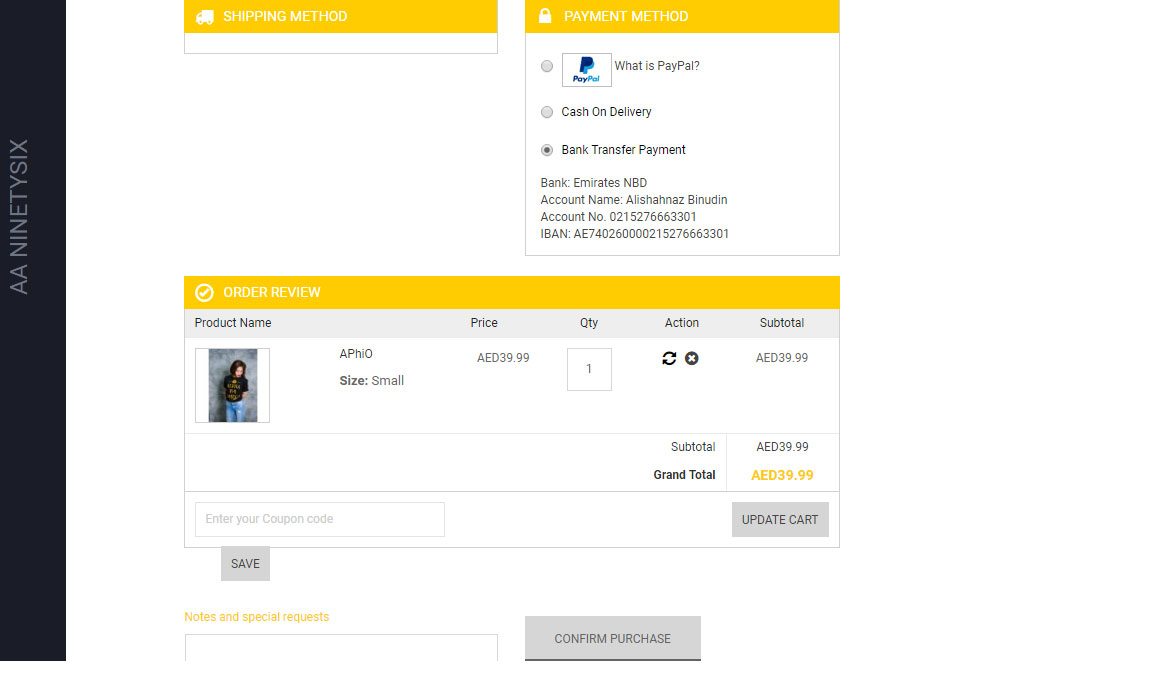 AA NINETYSIX
SHIPPING METHOD
PAYMENT METHOD
PayPal What is PayPal?
Cash On Delivery
Bank Transfer Payment
Bank: Emirates NBD
Account Name: Alishahnaz Binudin
Account No. 0215276663301
IBAN: AE740260000215276663301
ORDER REVIEW
Product Name Price Qty Action Subtotal
APhiO AED39.99 1 AED39.99
Size: Small
Subtotal AED39.99
Grand Total AED39.99
Enter your Coupon code UPDATE CART
SAVE
Notes and special requests
CONFIRM PURCHASE